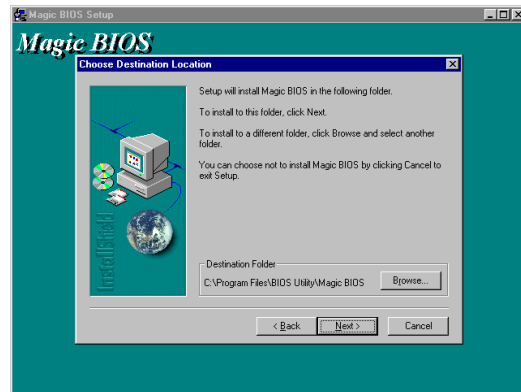 Magic BIOS Setup
Magic BIOS
Choose Destination Location
Setup will install Magic BIOS in the following folder.
To install to this folder, click Next.
To install to a different folder, click Browse and select another
folder.
You can choose not to install Magic BIOS by clicking Cancel to
exit Setup.
InstallShield
Destination Folder
C:\Program Files\BIOS Utility\Magic BIOS
Browse...
< Back
Next >
Cancel